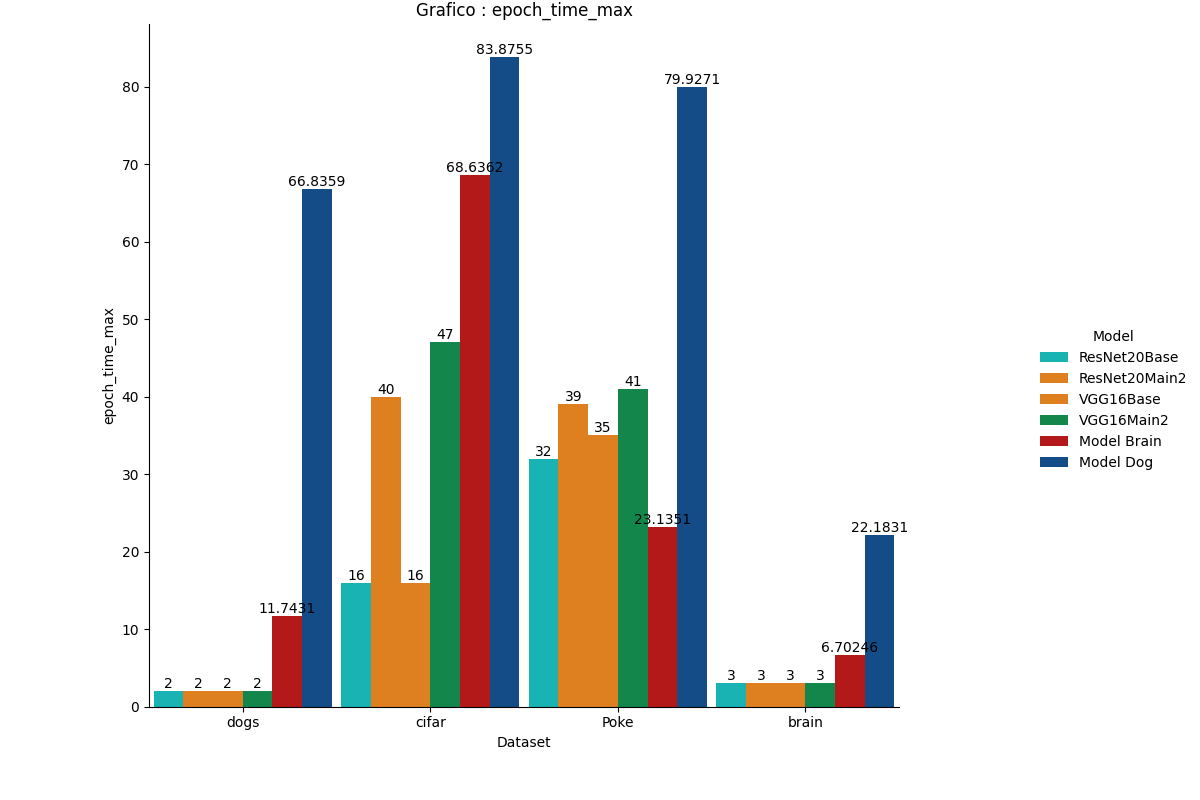 Grafico : epoch_time_max
epoch_time_max
80
70
60
50
40
30
20
10
0
2
2
2
2
11.7431
66.8359
16
40
16
47
68.6362
83.8755
32
39
35
41
23.1351
79.9271
3
3
3
3
6.70246
22.1831
dogs
cifar
Poke
brain
Dataset
Model
ResNet20Base
ResNet20Main2
VGG16Base
VGG16Main2
Model Brain
Model Dog